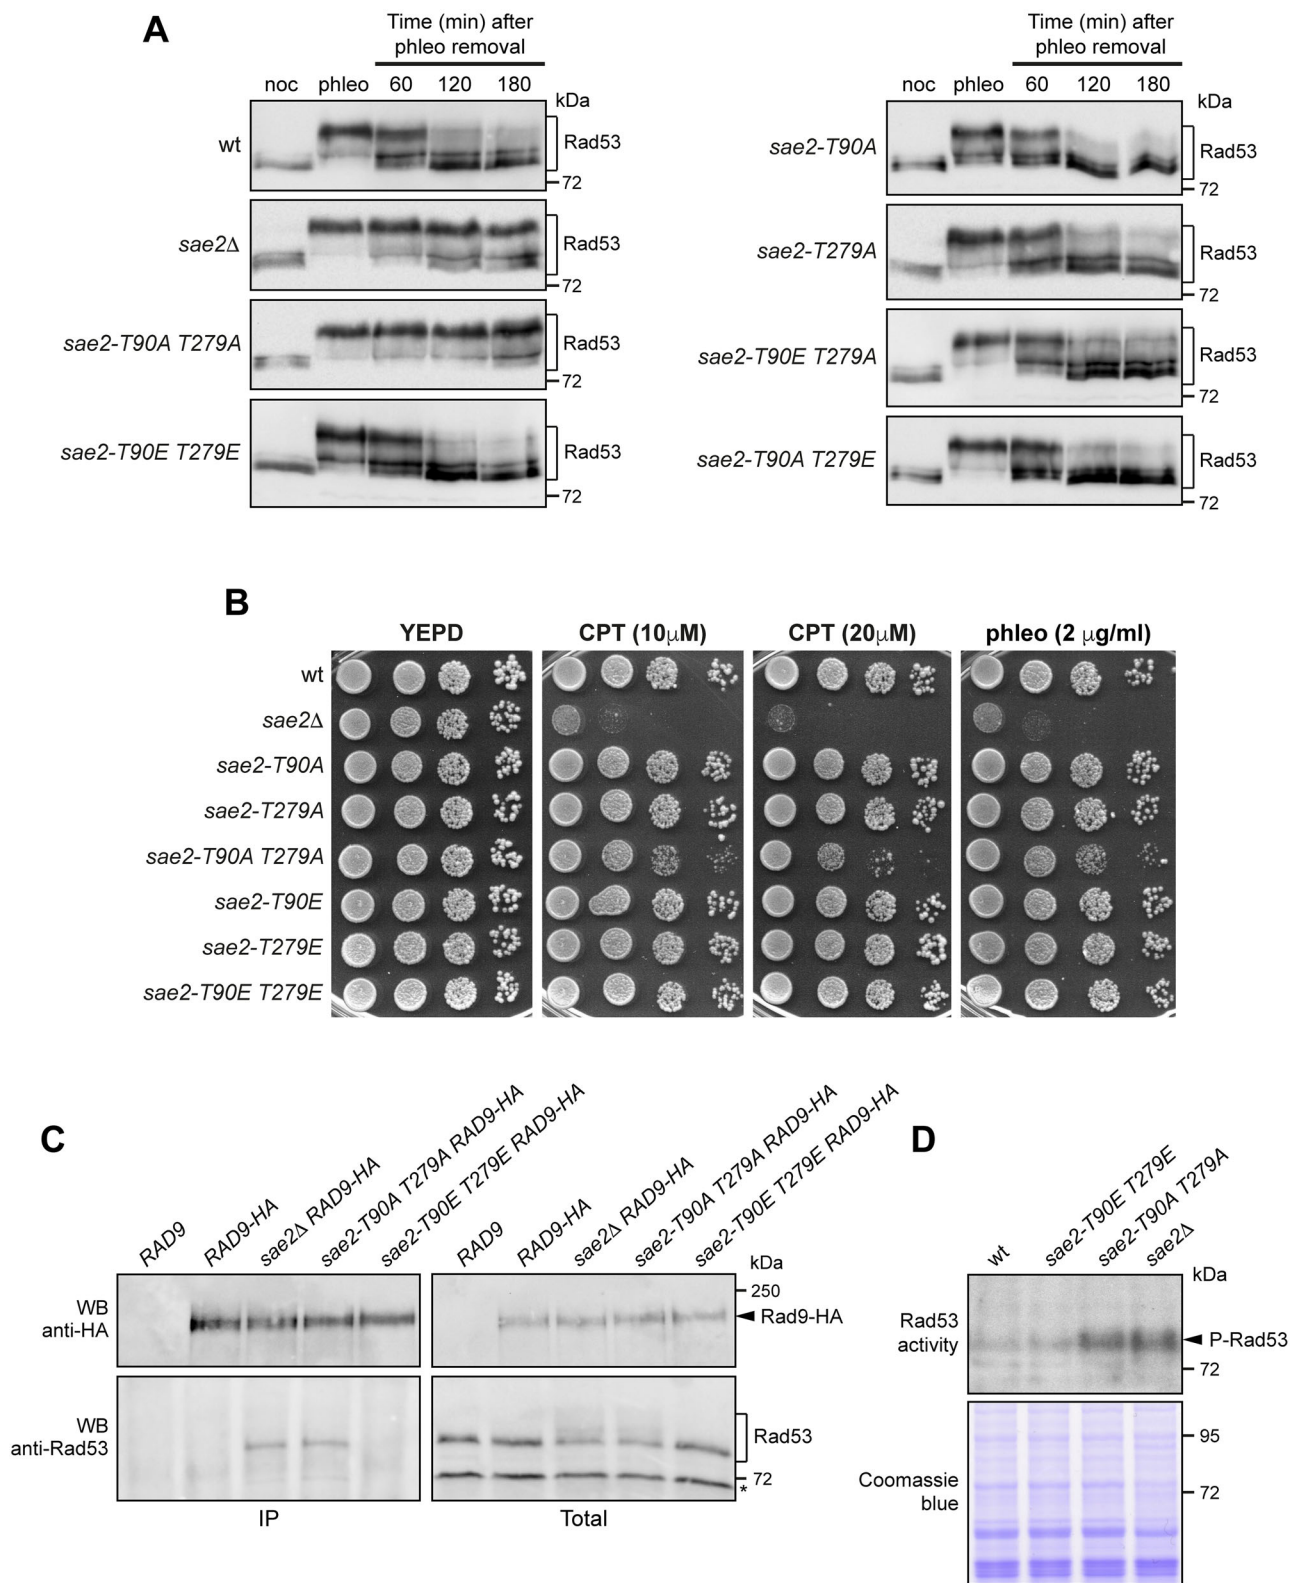 A
Time (min) after
phleo removal
noc phleo 60 120 180
kDa
wt
Rad53
72
sae2Δ
Rad53
72
sae2-T90A T279A
Rad53
72
sae2-T90E T279E
Rad53
72
Time (min) after
phleo removal
noc phleo 60 120 180
kDa
sae2-T90A
Rad53
72
sae2-T279A
Rad53
72
sae2-T90E T279A
Rad53
72
sae2-T90A T279E
Rad53
72
B
YEPD CPT (10μM) CPT (20μM) phleo (2 μg/ml)
wt
sae2Δ
sae2-T90A
sae2-T279A
sae2-T90A T279A
sae2-T90E
sae2-T279E
sae2-T90E T279E
C
RAD9
RAD9-HA
sae2Δ RAD9-HA
sae2-T90A T279A RAD9-HA
sae2-T90E T279E RAD9-HA
RAD9
RAD9-HA
sae2Δ RAD9-HA
sae2-T90A T279A RAD9-HA
sae2-T90E T279E RAD9-HA
kDa
250
WB
anti-HA
Rad9-HA
WB
anti-Rad53
Rad53
72
*
IP
Total
D
wt
sae2-T90E T279E
sae2-T90A T279A
sae2Δ
kDa
Rad53
activity
P-Rad53
72
95
Coomassie
blue
72